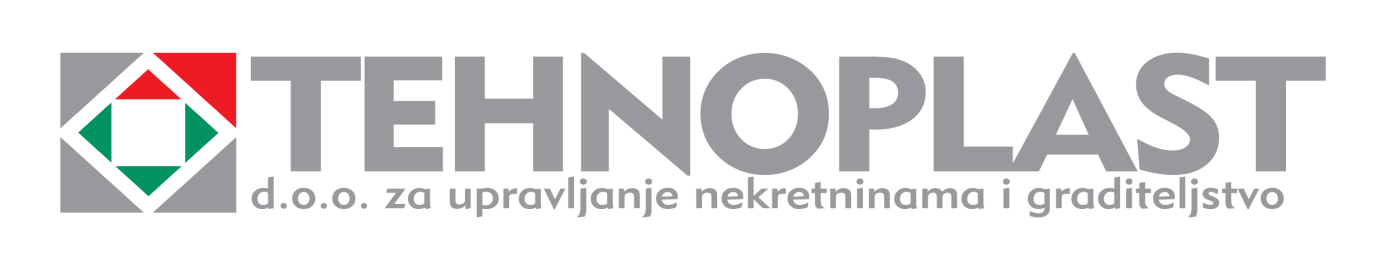 TEHNOPLAST
d.o.o. za upravljanje nekretninama i graditeljstvo